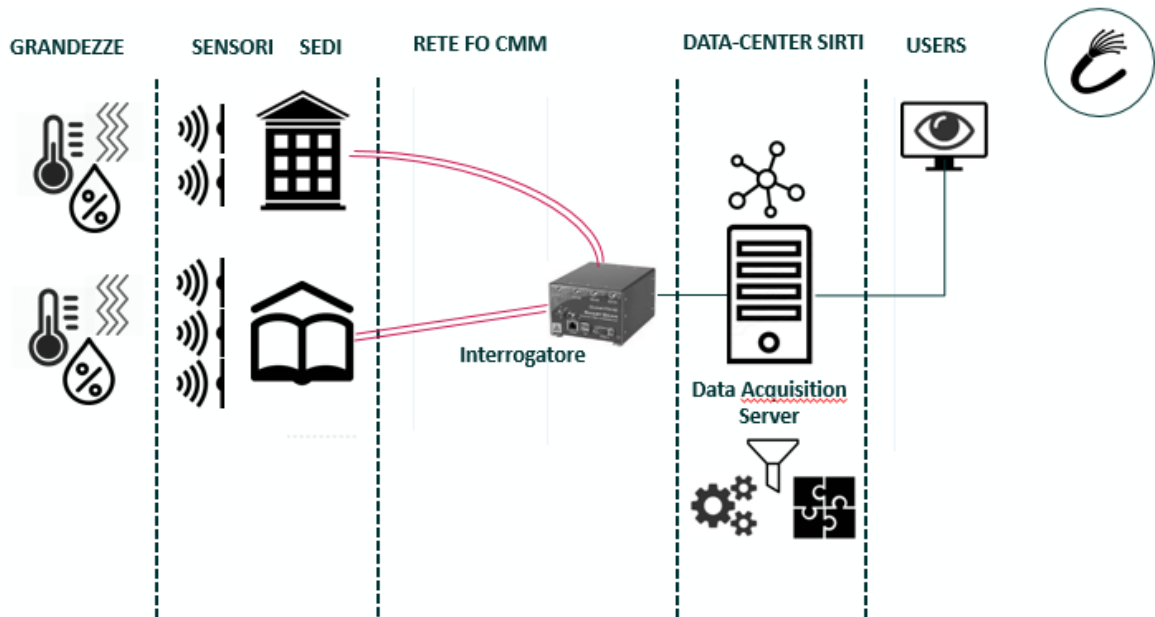 GRANDEZZE
SENSORI SEDI
RETE FO CMM
DATA-CENTER SIRTI
USERS
%
%
Interrogatore
Data Acquisition
Server